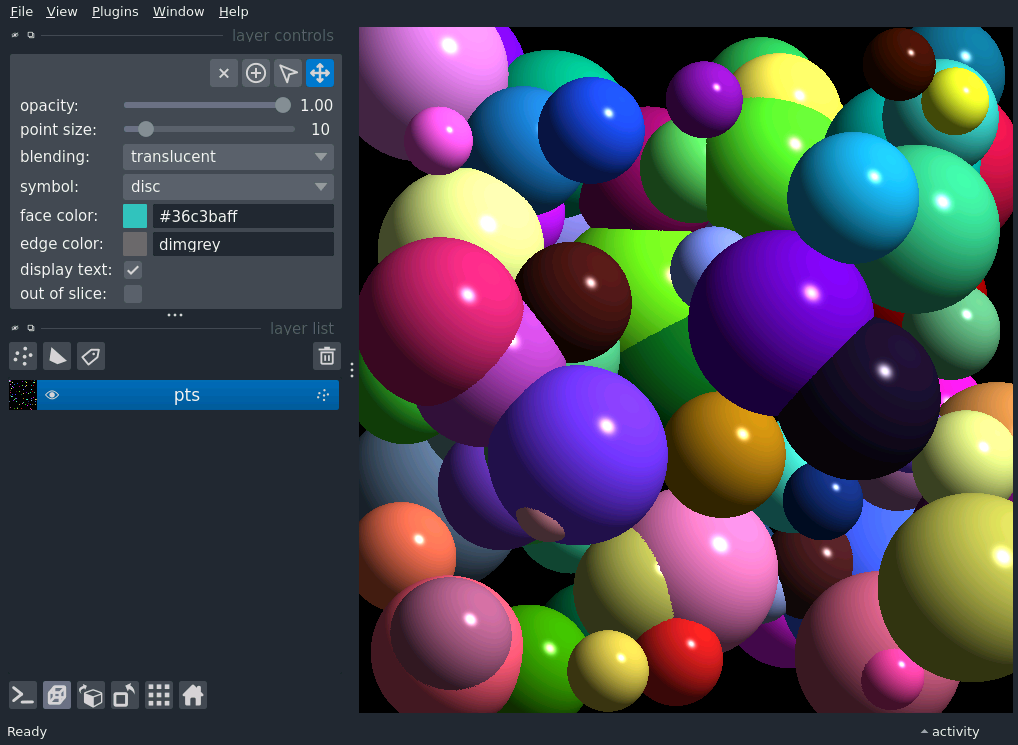 File View Plugins Window Help
layer controls
opacity: 1.00
point size: 10
blending: translucent
symbol: disc
face color: #36c3baff
edge color: dimgrey
display text:
out of slice:
layer list
pts
Ready
activity